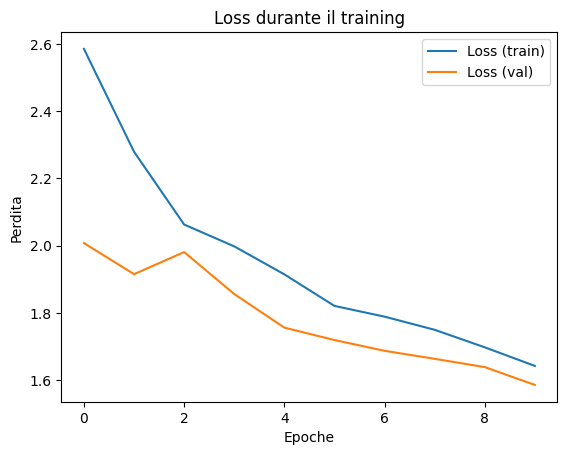 Loss durante il training
Loss (train)
Loss (val)
Perdita
2.6
2.4
2.2
2.0
1.8
1.6
0
2
4
6
8
Epoche